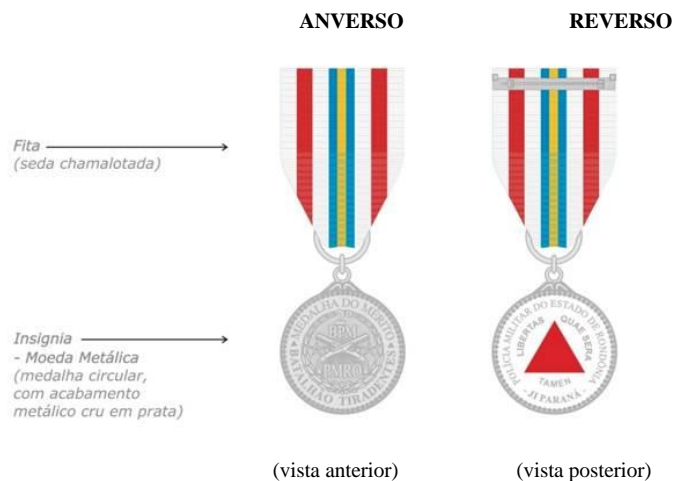 ANVERSO
REVERSO
Fita
(seda chamalotada)
Insignia
- Moeda Metálica
(medalha circular,
com acabamento
metálico cru em prata)
MEDALHA DO MÉRITO
BPM
PMRO
BATALHÃO TIRADENTES
POLÍCIA MILITAR DO ESTADO DE RONDÔNIA
LIBERTAS QUAE SERA
TAMEN
- JI PARANÁ -
(vista anterior)
(vista posterior)